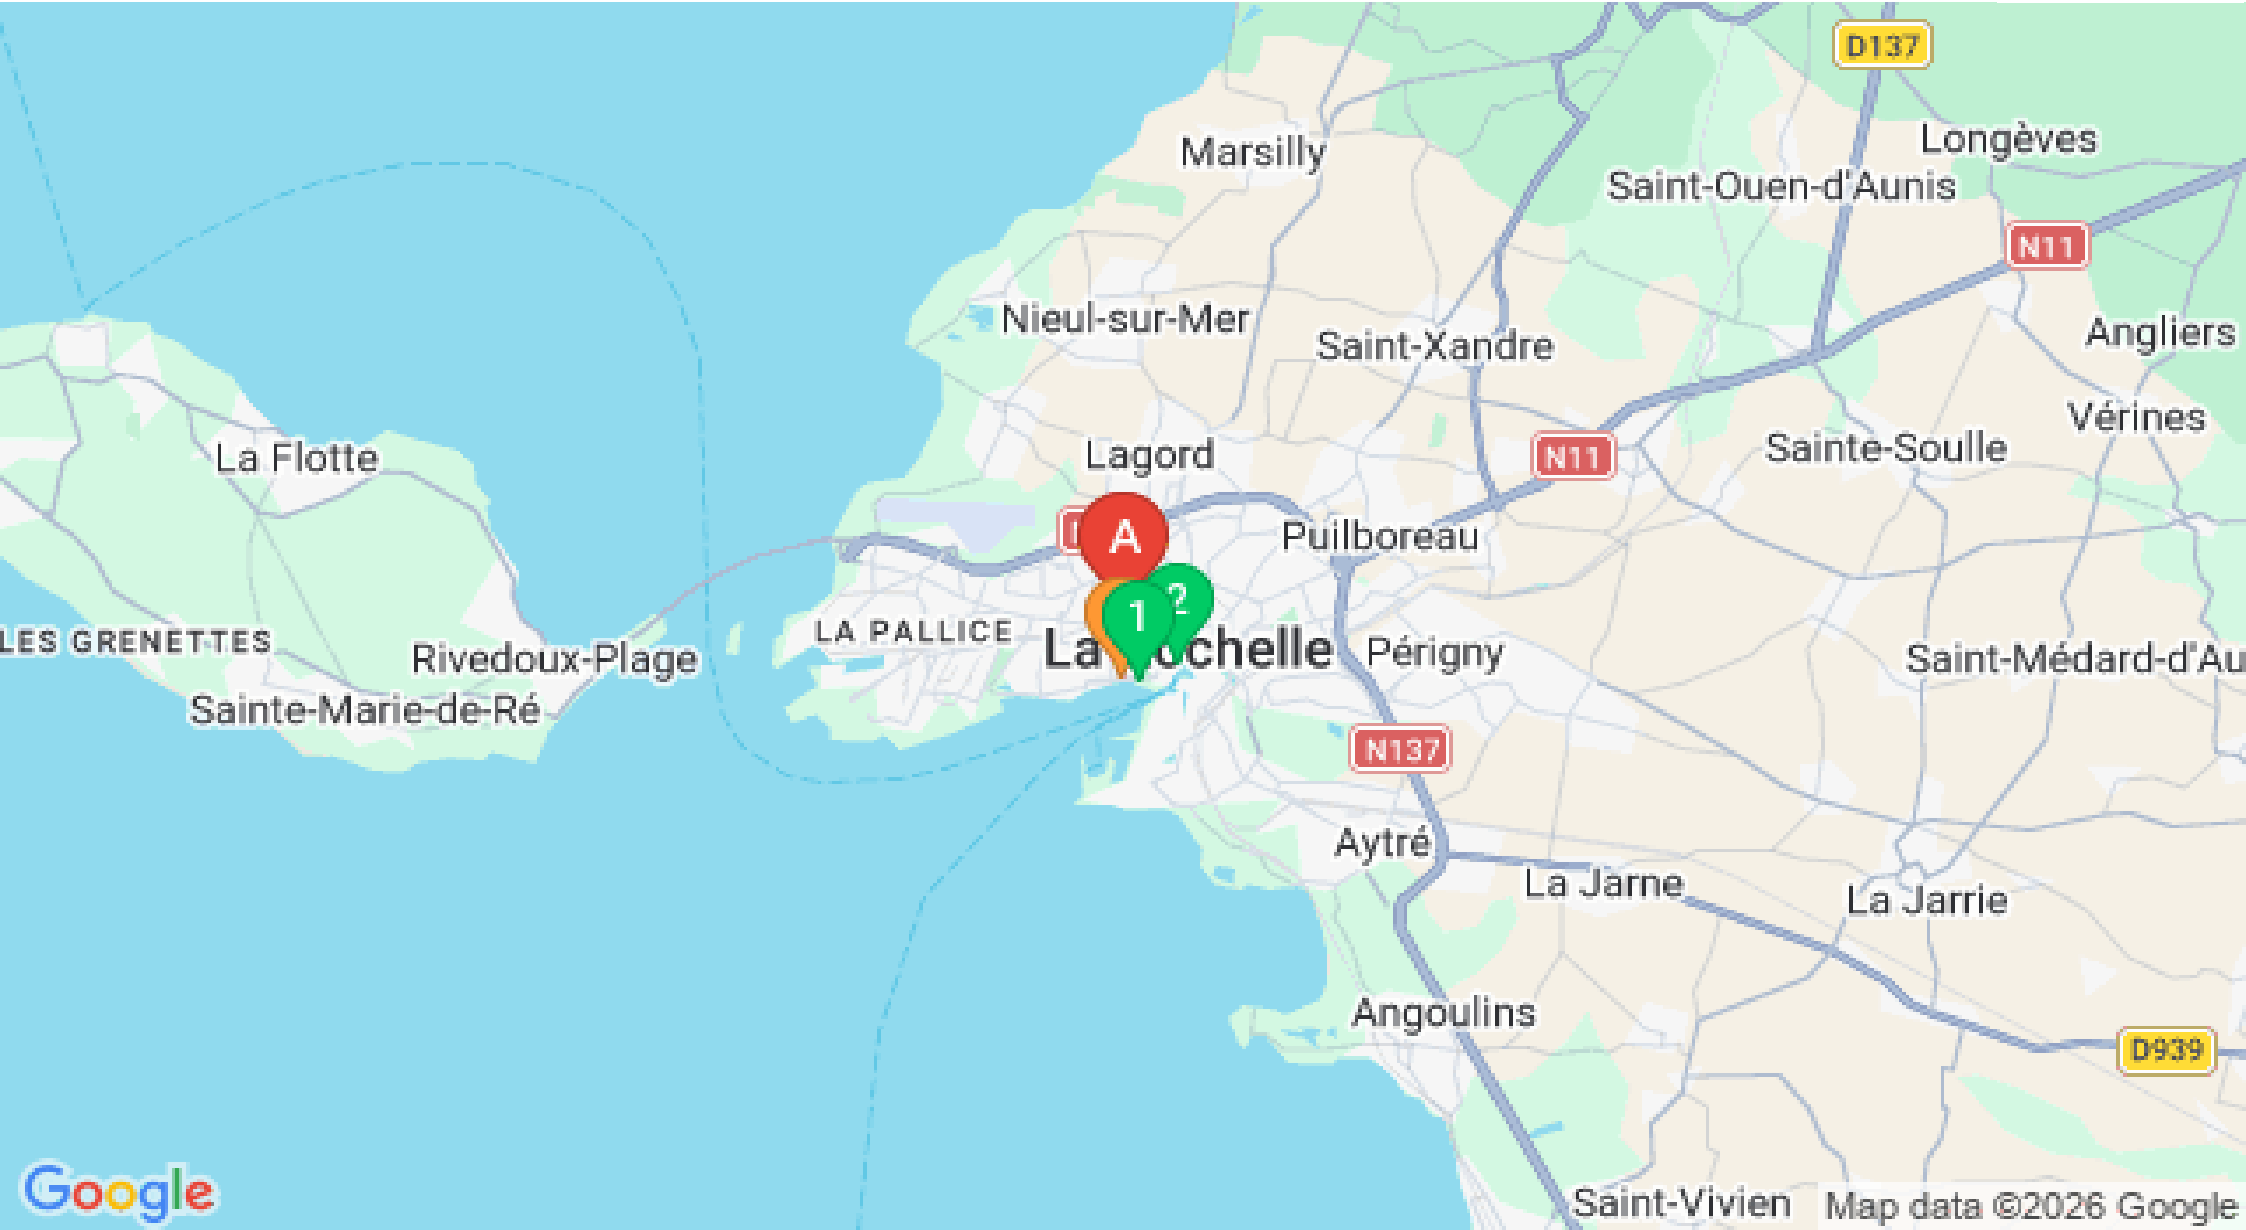 D137
Longèves
Marsilly
Saint-Ouen-d'Aunis
N11
Nieul-sur-Mer
Angliers
Saint-Xandre
Vérines
La Flotte
Lagord
N11
Sainte-Soulle
A
Puilboreau
2
1
LES GRENETTES
LA PALLICE
Rivedoux-Plage
La Rochelle
Périgny
Saint-Médard-d'Au
Sainte-Marie-de-Ré
N137
Aytré
La Jarne
La Jarrie
Angoulins
D939
Google
Saint-Vivien
Map data ©2026 Google